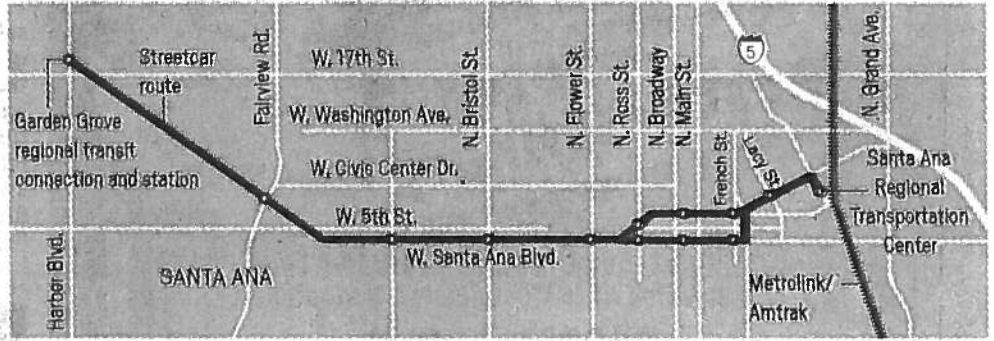 Streetcar
route
Garden Grove
regional transit
connection and station
Harbor Blvd.
Fairview Rd.
W. 17th St.
W. Washington Ave.
W. Civic Center Dr.
W. 5th St.
W. Santa Ana Blvd.
SANTA ANA
N. Bristol St.
N. Flower St.
N. Ross St.
N. Broadway
N. Main St.
French St.
5
N. Grand Ave.
Santa Ana
Regional
Transportation
Center
Metrolink/
Amtrak